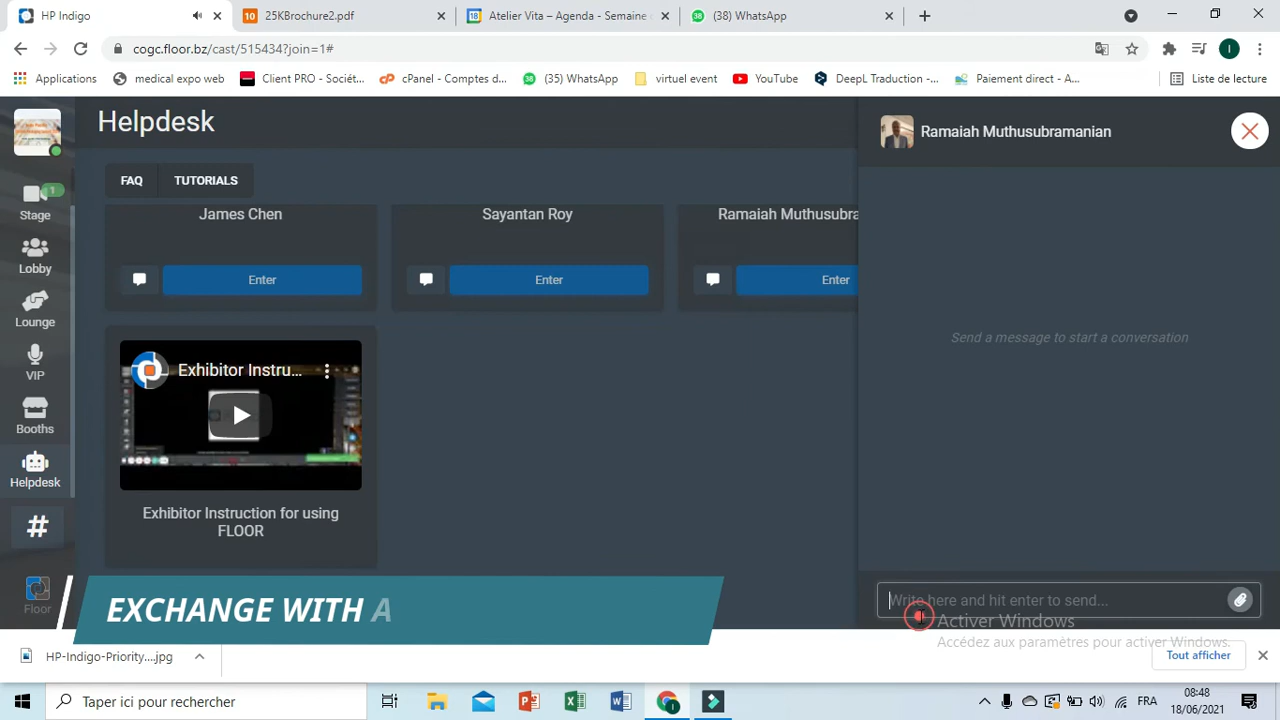 HP Indigo
25KBrochure2.pdf
18
Atelier Vita – Agenda - Semaine
38
(38) WhatsApp
cogc.floor.bz/cast/515434?join=1#
I
Applications
medical expo web
Client PRO - Sociét...
cPanel - Comptes d...
38
(35) WhatsApp
virtuel event
YouTube
DeepL Traduction -...
Paiement direct - A...
Liste de lecture
Helpdesk
Ramaiah Muthusubramanian
FAQ
TUTORIALS
1
Stage
Lobby
Lounge
VIP
Booths
Helpdesk
#
Floor
James Chen
Sayantan Roy
Ramaiah Muthusubra
Enter
Enter
Enter
Send a message to start a conversation
Exhibitor Instru...
Exhibitor Instruction for using
FLOOR
EXCHANGE WITH A
Write here and hit enter to send...
Activer Windows
Accédez aux paramètres pour activer Windows.
HP-Indigo-Priority....jpg
Tout afficher
Taper ici pour rechercher
FRA
08:48
18/06/2021